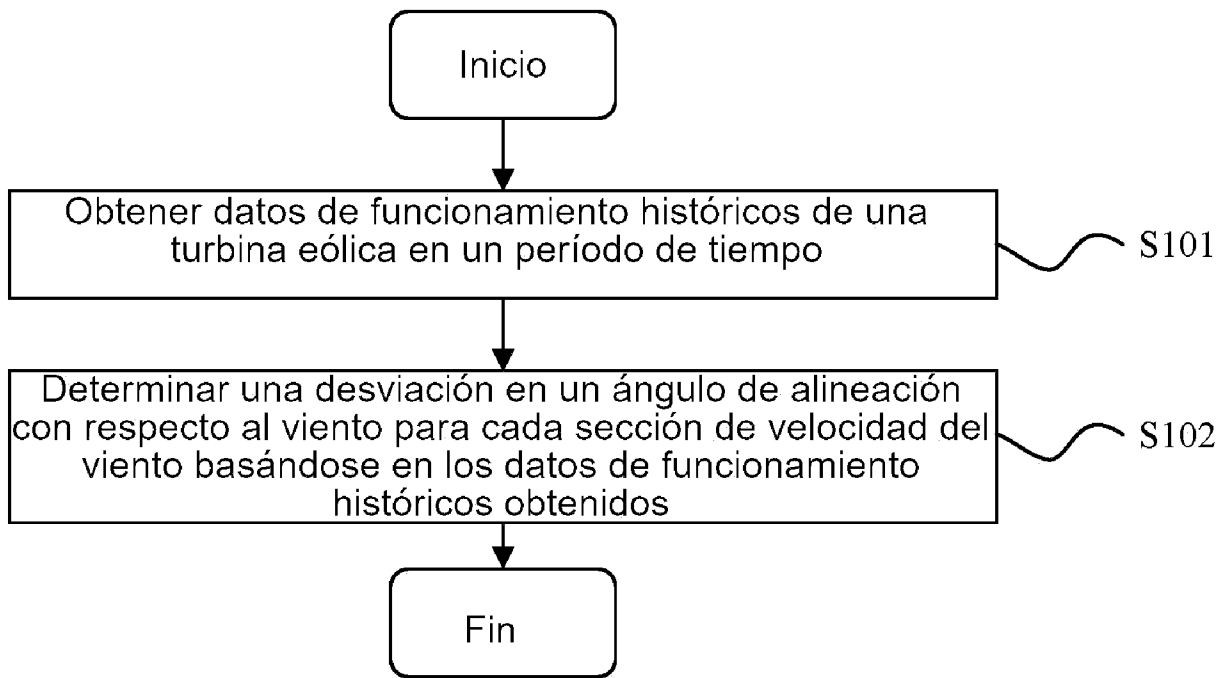 Inicio
Obtener datos de funcionamiento históricos de una
turbina eólica en un período de tiempo
S101
Determinar una desviación en un ángulo de alineación
con respecto al viento para cada sección de velocidad del
viento basándose en los datos de funcionamiento
históricos obtenidos
S102
Fin